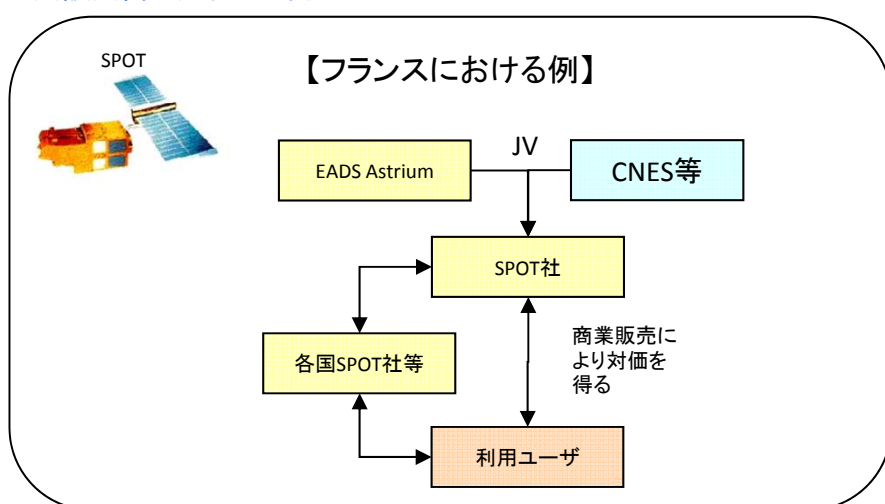 SPOT
【フランスにおける例】
JV
EADS Astrium
CNES等
SPOT社
商業販売に
より対価を
得る
各国SPOT社等
利用ユーザ